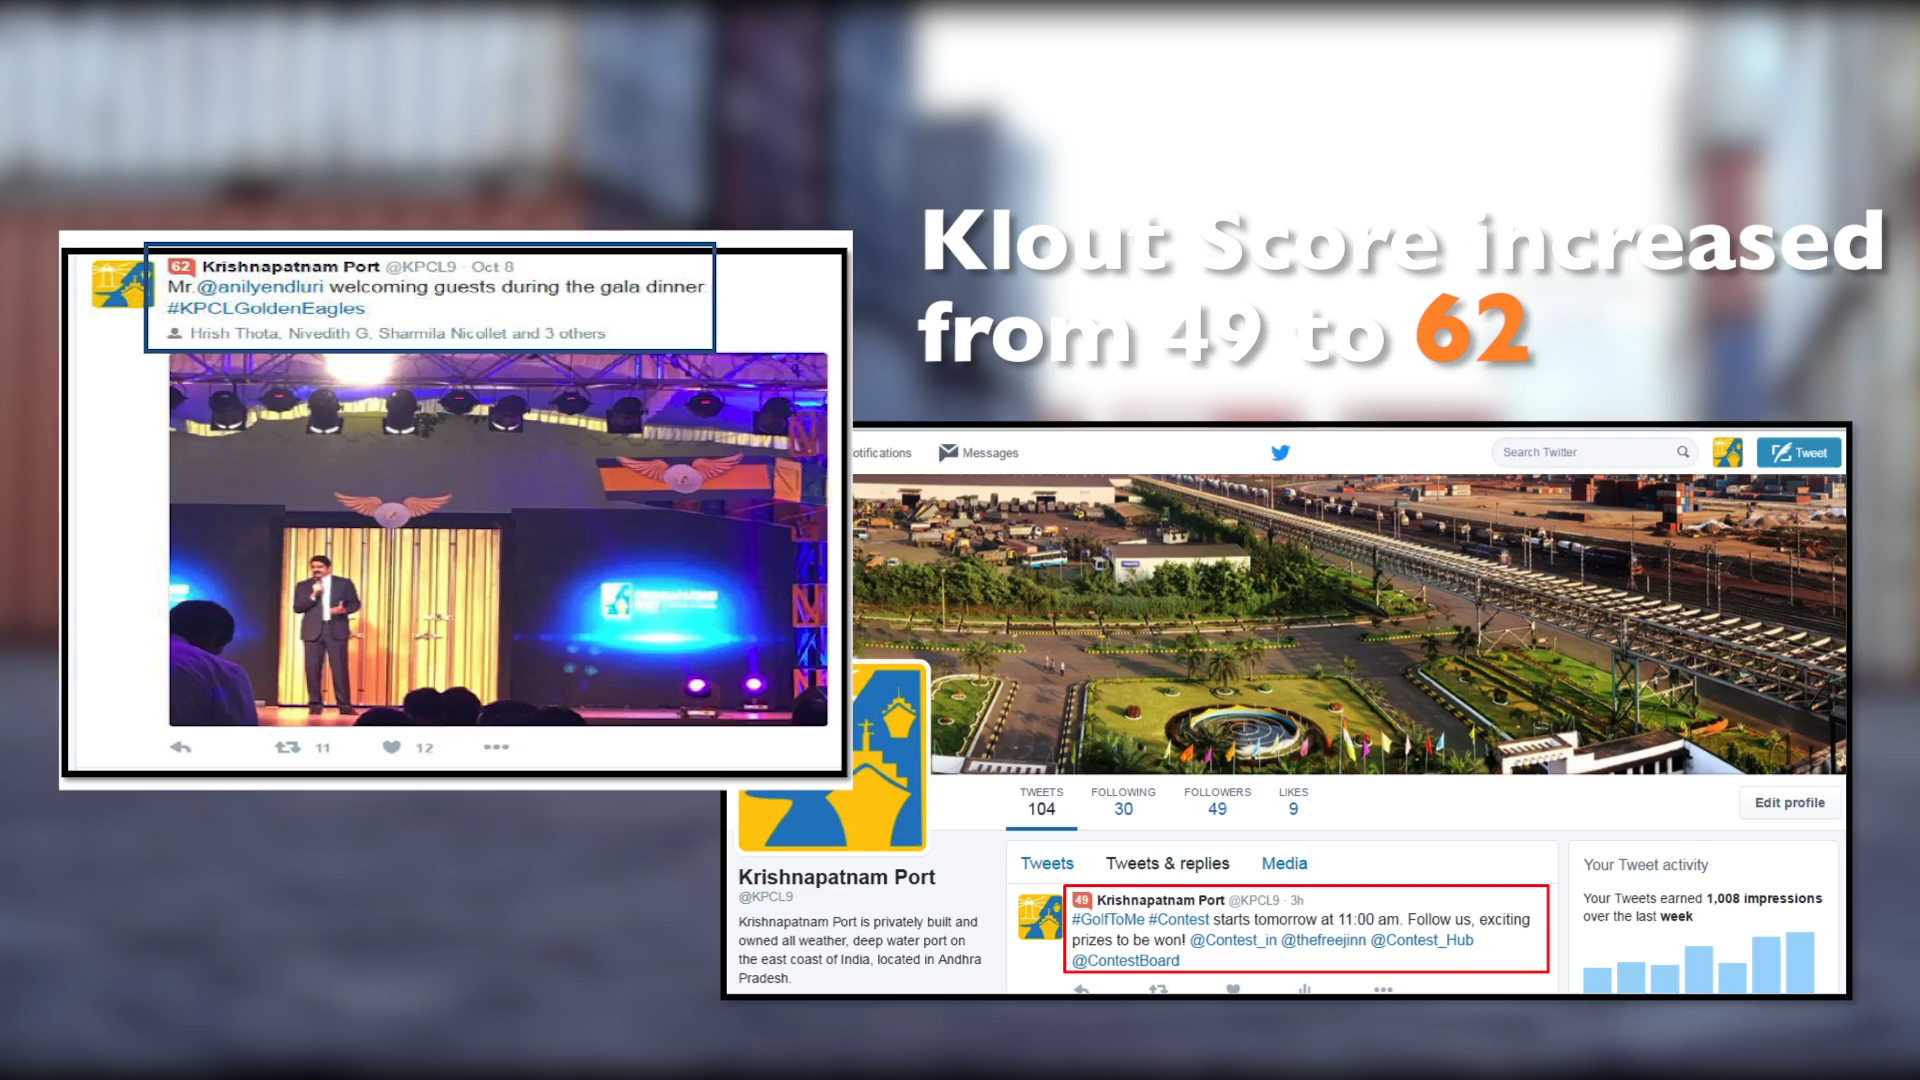 Klout Score increased
from 49 to 62
62 Krishnapatnam Port @KPCL9 · Oct 8
Mr.@anilyendluri welcoming guests during the gala dinner
#KPCLGoldenEagles
Hrish Thota, Nivedith G, Sharmila Nicollet and 3 others
11 12
otifications Messages Search Twitter Tweet
TWEETS FOLLOWING FOLLOWERS LIKES
104 30 49 9
Edit profile
Krishnapatnam Port
@KPCL9
Krishnapatnam Port is privately built and
owned all weather, deep water port on
the east coast of India, located in Andhra
Pradesh.
Tweets Tweets & replies Media
49 Krishnapatnam Port @KPCL9 · 3h
#GolfToMe #Contest starts tomorrow at 11:00 am. Follow us, exciting
prizes to be won! @Contest_in @thefreejinn @Contest_Hub
@ContestBoard
Your Tweet activity
Your Tweets earned 1,008 impressions
over the last week